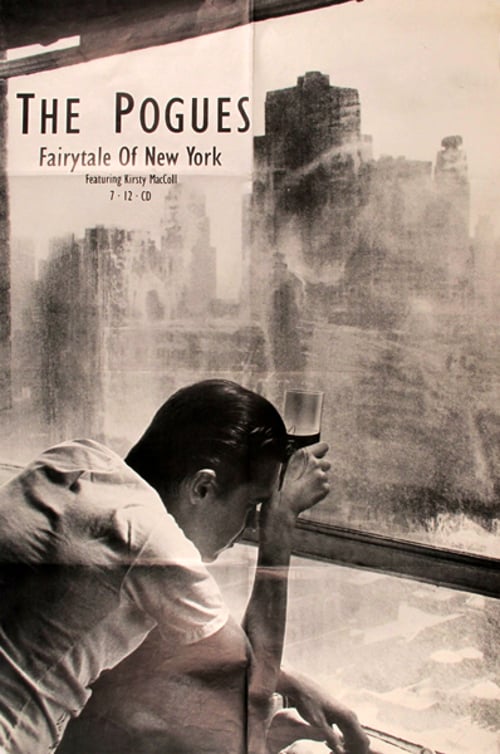 THE POGUES
Fairytale Of New York
Featuring Kirsty MacColl
7 · 12 · CD